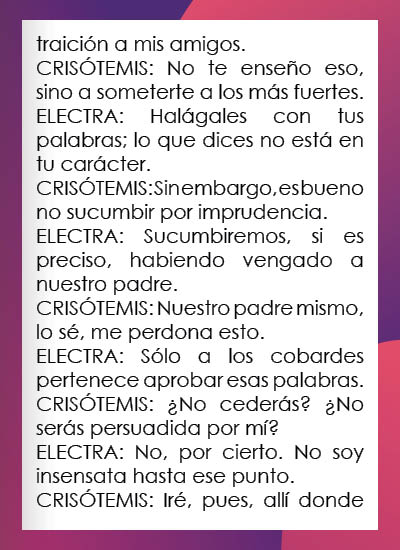 traición a mis amigos.
CRISÓTEMIS: No te enseño eso,
sino a someterte a los más fuertes.
ELECTRA: Halágales con tus
palabras; lo que dices no está en
tu carácter.
CRISÓTEMIS:Sin embargo, es bueno
no sucumbir por imprudencia.
ELECTRA: Sucumbiremos, si es
preciso, habiendo vengado a
nuestro padre.
CRISÓTEMIS: Nuestro padre mismo,
lo sé, me perdona esto.
ELECTRA: Sólo a los cobardes
pertenece aprobar esas palabras.
CRISÓTEMIS: ¿No cederás? ¿No
serás persuadida por mí?
ELECTRA: No, por cierto. No soy
insensata hasta ese punto.
CRISÓTEMIS: Iré, pues, allí donde